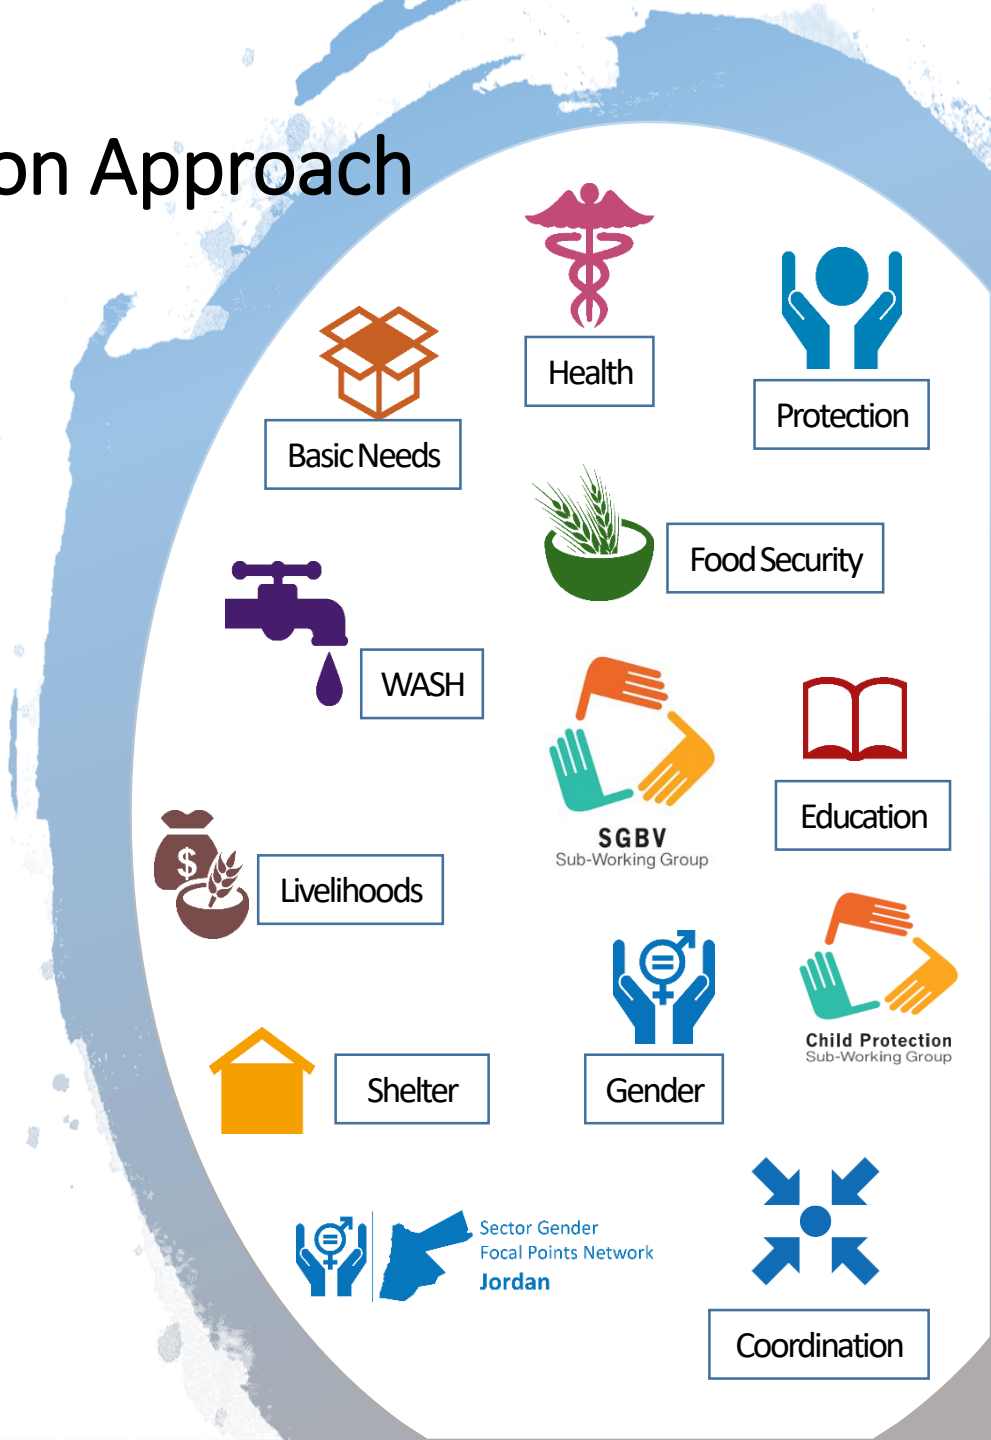 on Approach
Health
Protection
Basic Needs
Food Security
WASH
SGBV
Sub-Working Group
Education
$
Livelihoods
Child Protection
Sub-Working Group
Shelter
Gender
Sector Gender
Focal Points Network
Jordan
Coordination